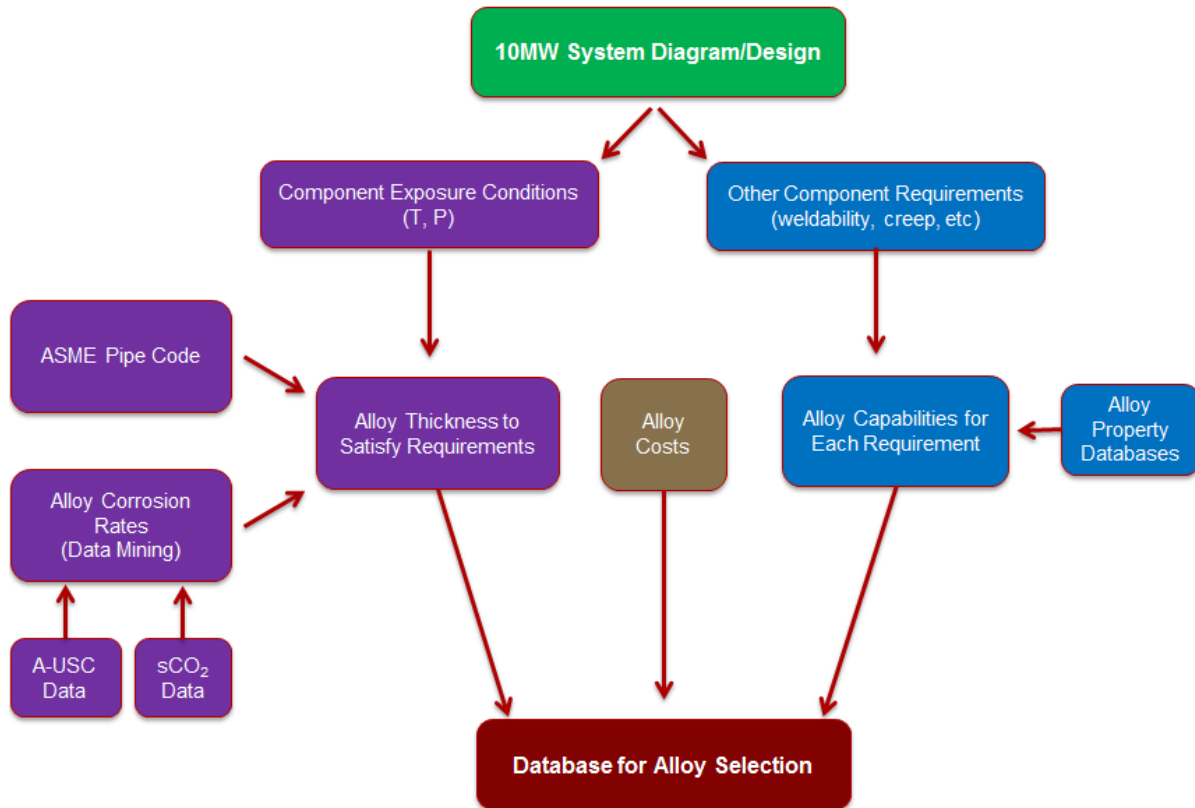 10MW System Diagram/Design
Component Exposure Conditions
(T, P)
Other Component Requirements
(weldability, creep, etc)
ASME Pipe Code
Alloy Thickness to
Satisfy Requirements
Alloy
Costs
Alloy Capabilities for
Each Requirement
Alloy
Property
Databases
Alloy Corrosion
Rates
(Data Mining)
A-USC
Data
sCO₂
Data
Database for Alloy Selection